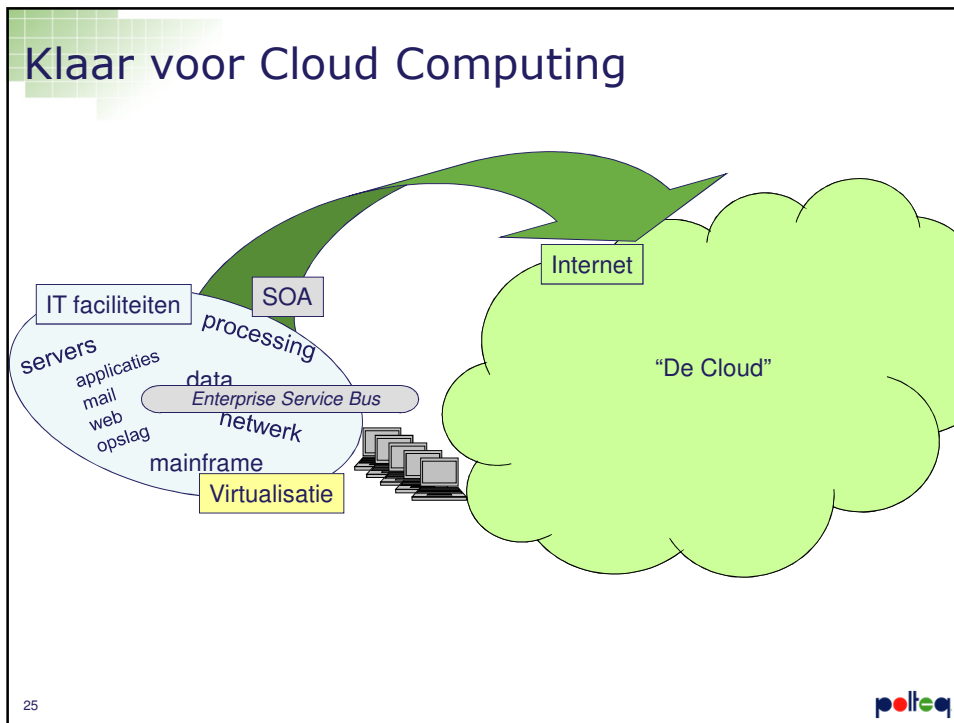 Klaar voor Cloud Computing
Internet
IT faciliteiten
SOA
processing
servers
applicaties
mail
web
opslag
data
Enterprise Service Bus
netwerk
mainframe
Virtualisatie
“De Cloud”
25
polteq